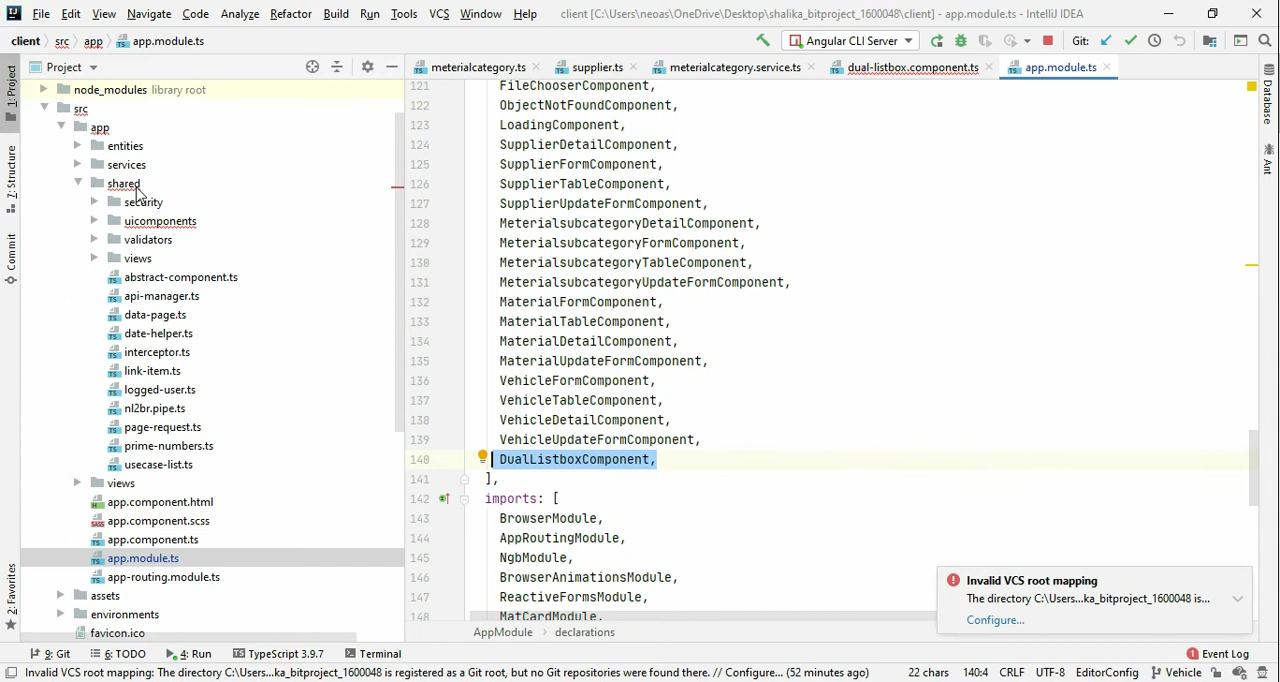 File Edit View Navigate Code Analyze Refactor Build Run Tools VCS Window Help client [C:\Users\neoas\OneDrive\Desktop\shalika_bitproject_1600048\client] - app.module.ts - IntelliJ IDEA
client src app app.module.ts Angular CLI Server Git:
Project meterialcategory.ts supplier.ts meterialcategory.service.ts dual-listbox.component.ts app.module.ts
1: Project
7: Structure
Commit
2: Favorites
node_modules library root
src
app
entities
services
shared
security
uicomponents
validators
views
abstract-component.ts
api-manager.ts
data-page.ts
date-helper.ts
interceptor.ts
link-item.ts
logged-user.ts
nl2br.pipe.ts
page-request.ts
prime-numbers.ts
usecase-list.ts
views
app.component.html
app.component.scss
app.component.ts
app.module.ts
app-routing.module.ts
assets
environments
favicon.ico
121 FileChooserComponent,
122 ObjectNotFoundComponent,
123 LoadingComponent,
124 SupplierDetailComponent,
125 SupplierFormComponent,
126 SupplierTableComponent,
127 SupplierUpdateFormComponent,
128 MeterialsubcategoryDetailComponent,
129 MeterialsubcategoryFormComponent,
130 MeterialsubcategoryTableComponent,
131 MeterialsubcategoryUpdateFormComponent,
132 MaterialFormComponent,
133 MaterialTableComponent,
134 MaterialDetailComponent,
135 MaterialUpdateFormComponent,
136 VehicleFormComponent,
137 VehicleTableComponent,
138 VehicleDetailComponent,
139 VehicleUpdateFormComponent,
140 DualListboxComponent,
141 ],
142 imports: [
143 BrowserModule,
144 AppRoutingModule,
145 NgbModule,
146 BrowserAnimationsModule,
147 ReactiveFormsModule,
148 MatCardModule,
AppModule declarations
Database
Ant
Invalid VCS root mapping
The directory C:\Users...ka_bitproject_1600048 is...
Configure...
9: Git 6: TODO 4: Run TypeScript 3.9.7 Terminal 1 Event Log
Invalid VCS root mapping: The directory C:\Users...ka_bitproject_1600048 is registered as a Git root, but no Git repositories were found there. // Configure... (52 minutes ago) 22 chars 140:4 CRLF UTF-8 EditorConfig Vehicle